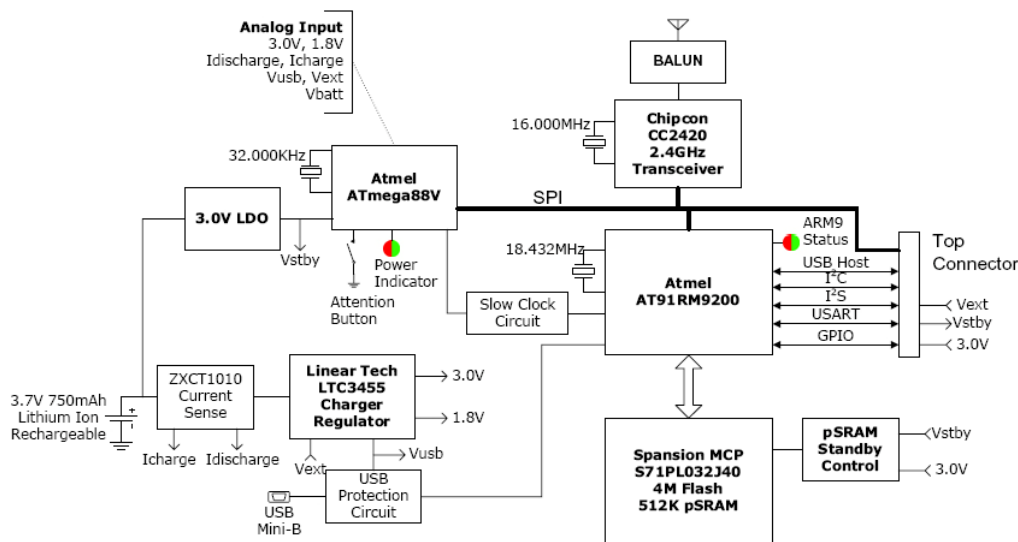 Analog Input
3.0V, 1.8V
Idischarge, Icharge
Vusb, Vext
Vbatt
BALUN
16.000MHz
Chipcon
CC2420
2.4GHz
Transceiver
32.000KHz
Atmel
ATmega88V
SPI
3.0V LDO
Vstby
Power
Indicator
Attention
Button
18.432MHz
Atmel
AT91RM9200
ARM9
Status
Top
Connector
USB Host
I²C
I²S
USART
GPIO
Vext
Vstby
3.0V
Slow Clock
Circuit
3.7V 750mAh
Lithium Ion
Rechargeable
ZXCT1010
Current
Sense
Icharge
Idischarge
Linear Tech
LTC3455
Charger
Regulator
3.0V
1.8V
Vext
Vusb
USB
Protection
Circuit
USB
Mini-B
Spansion MCP
S71PL032J40
4M Flash
512K pSRAM
pSRAM
Standby
Control
Vstby
3.0V